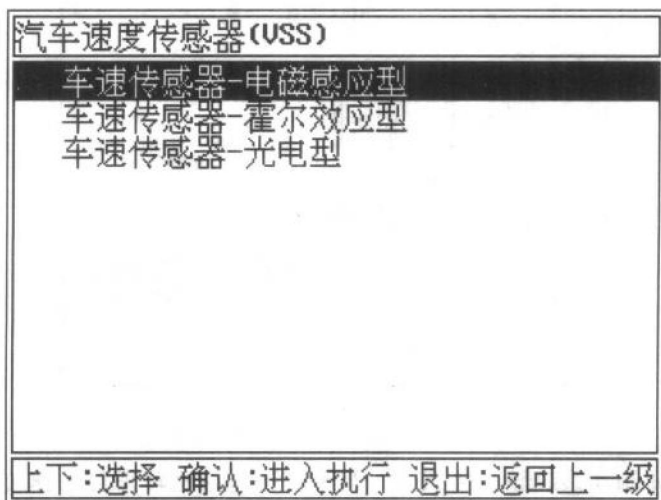 汽车速度传感器(VSS)
车速传感器-电磁感应型
车速传感器-霍尔效应型
车速传感器-光电型
上下:选择 确认:进入执行 退出:返回上一级